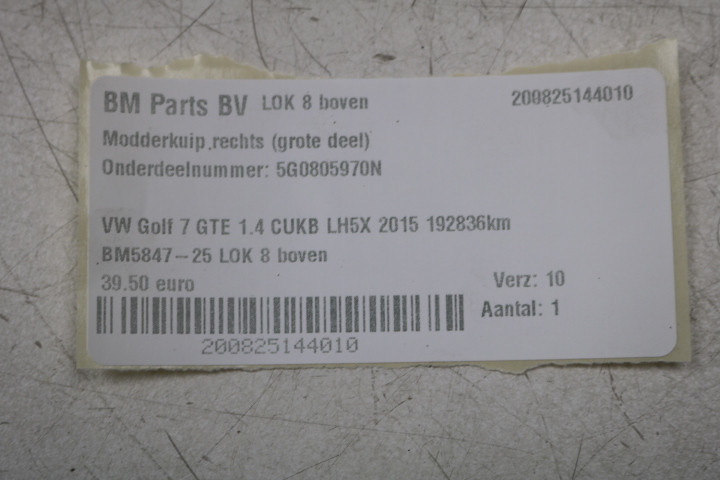 BM Parts BV LOK 8 boven 200825144010
Modderkuip rechts (grote deel)
Onderdeelnummer: 5G0805970N
VW Golf 7 GTE 1.4 CUKB LH5X 2015 192836km
BM5847-25 LOK 8 boven
39.50 euro Verz: 10
Aantal: 1
200825144010